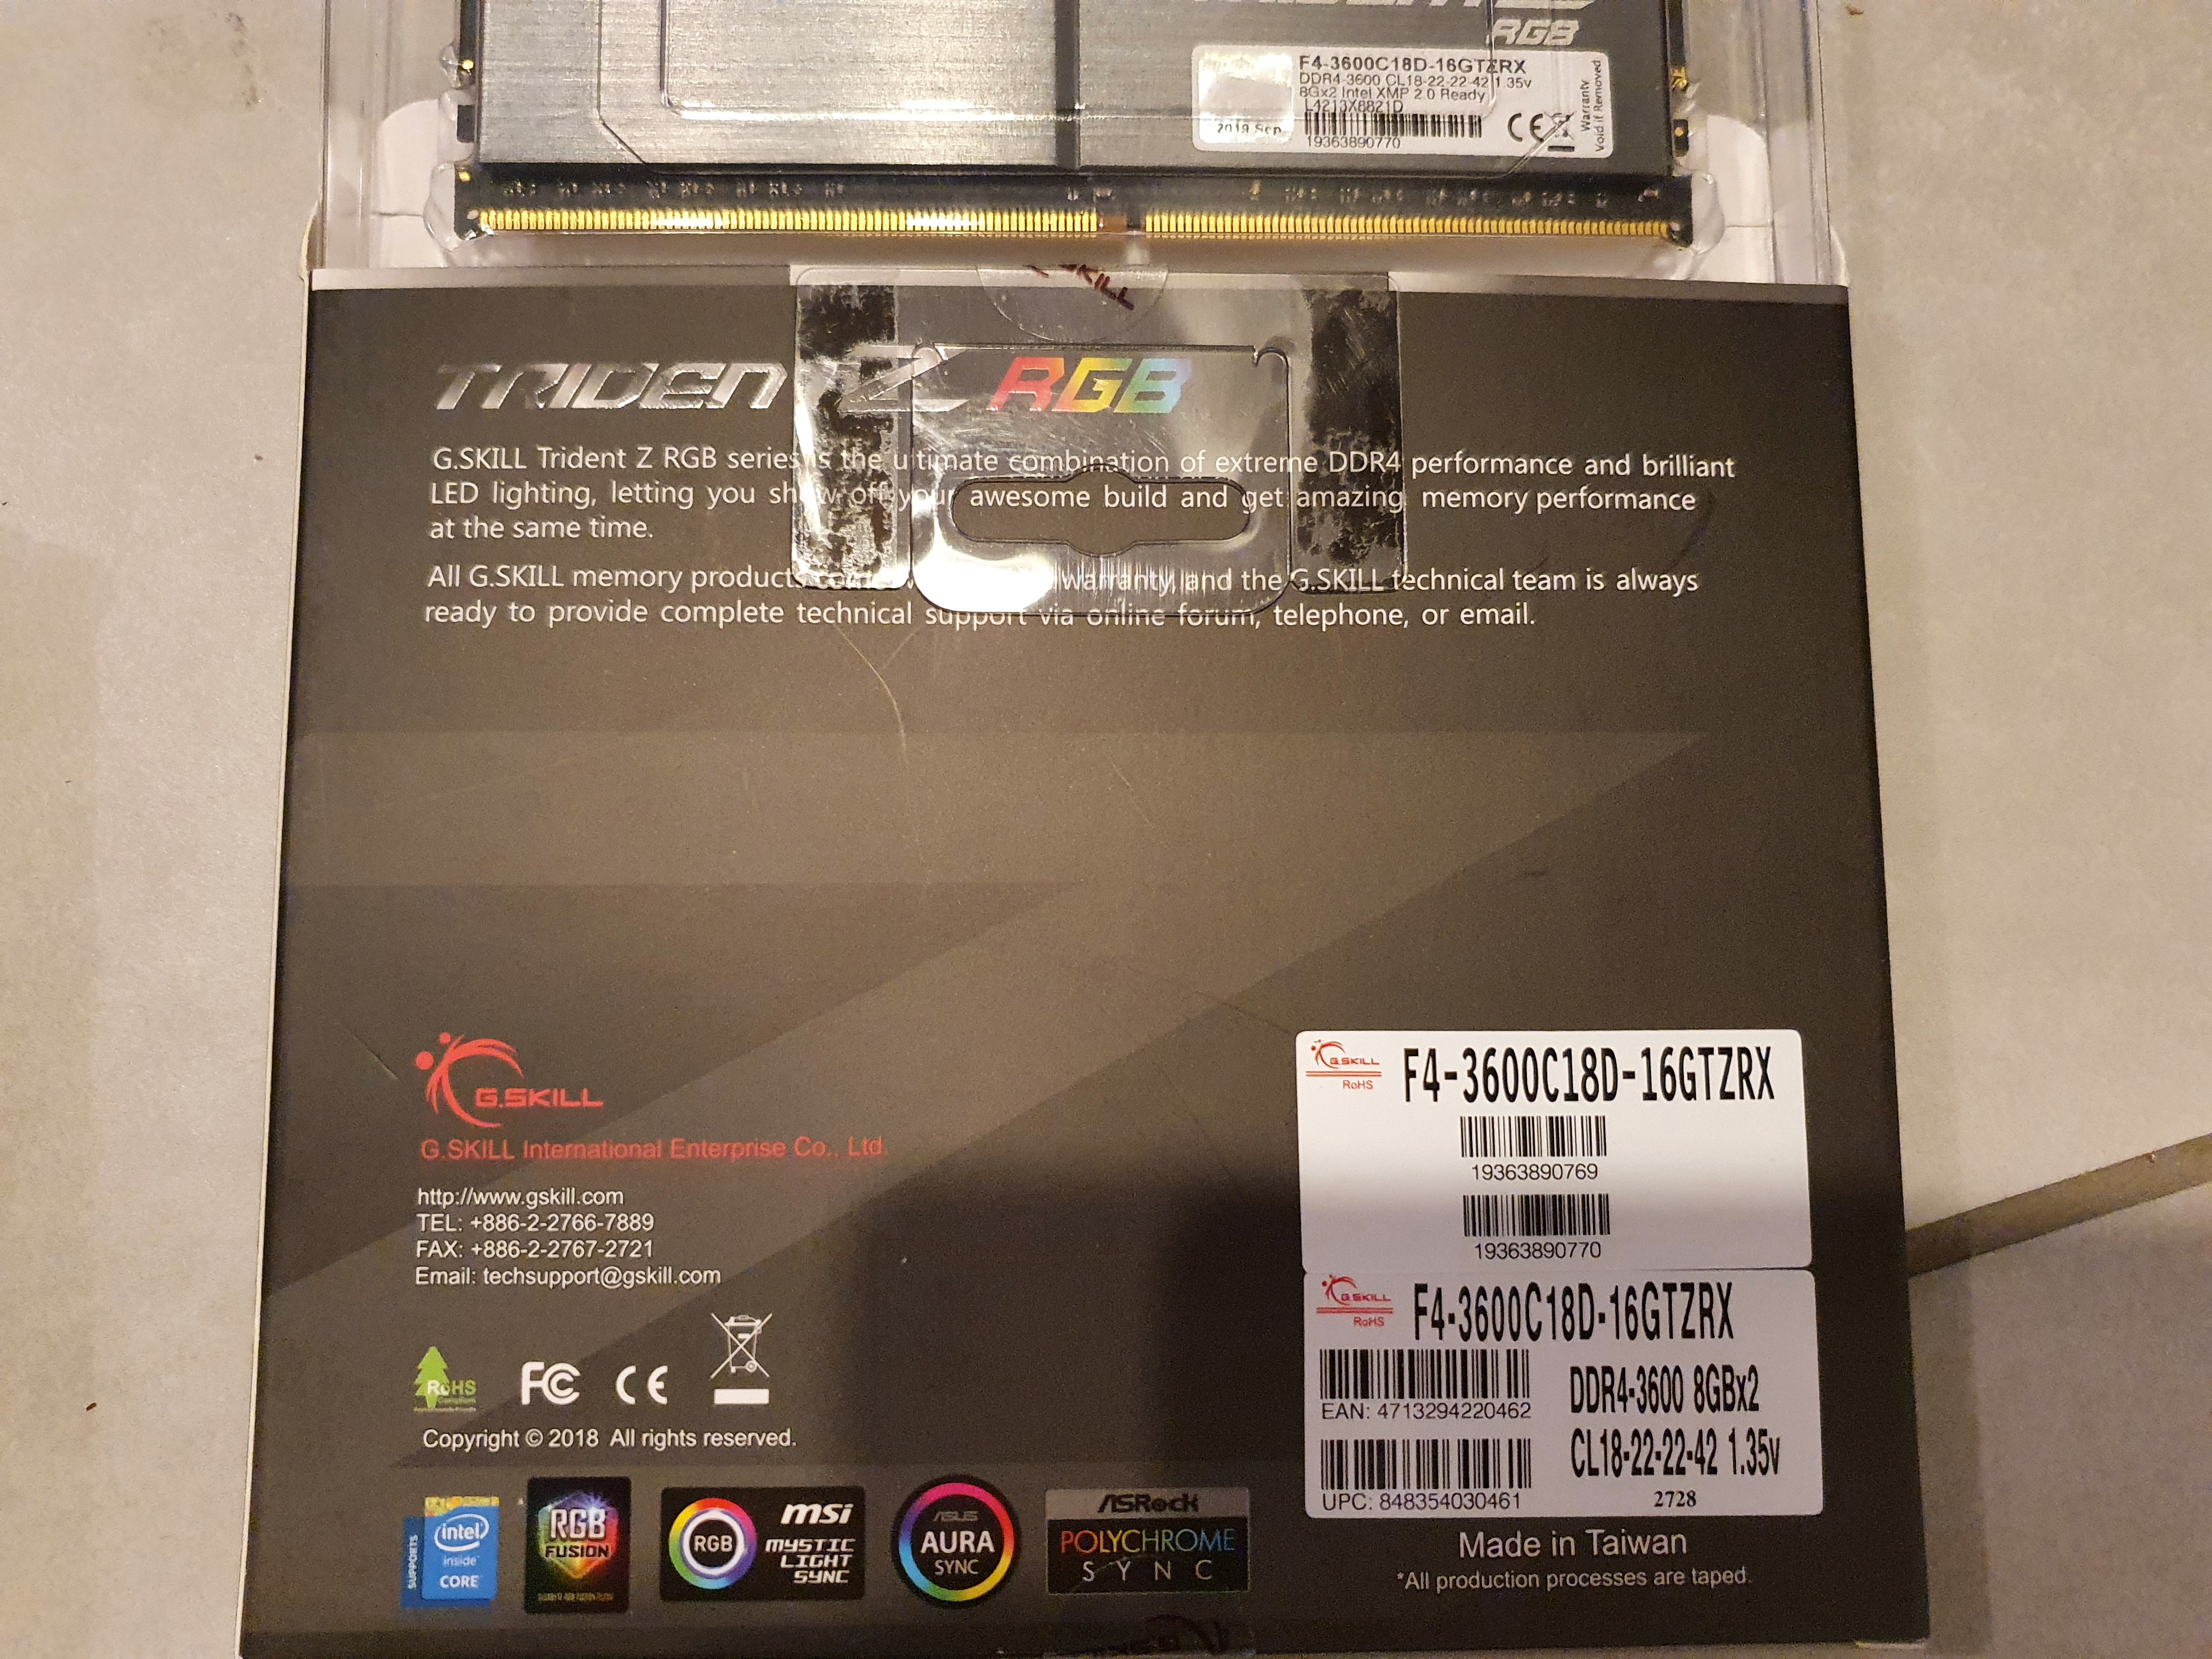 RGB
F4-3600C18D-16GTZRX
DDR4-3600 CL18-22-22-42 1.35v
8Gx2 Intel XMP 2.0 Ready
L4213X8821D
2019 Sep
19363890770
CE
Warranty
Void if Removed
SKILL
TRIDENT Z RGB
G.SKILL Trident Z RGB series is the ultimate combination of extreme DDR4 performance and brilliant
LED lighting, letting you show off your awesome build and get amazing memory performance
at the same time.
All G.SKILL memory products warranty, and the G.SKILL technical team is always
ready to provide complete technical support via online forum, telephone, or email.
G.SKILL
G.SKILL International Enterprise Co., Ltd.
http://www.gskill.com
TEL: +886-2-2766-7889
FAX: +886-2-2767-2721
Email: techsupport@gskill.com
RoHS
Compliant
FC CE
Copyright © 2018 All rights reserved.
SUPPORTS
intel
inside
CORE
RGB
FUSION
RGB
msi
MYSTIC
LIGHT
SYNC
ASUS
AURA
SYNC
ASRock
POLYCHROME
SYNC
G.SKILL
RoHS
F4-3600C18D-16GTZRX
19363890769
19363890770
G.SKILL
RoHS
F4-3600C18D-16GTZRX
EAN: 4713294220462
DDR4-3600 8GBx2
CL18-22-22-42 1.35v
UPC: 848354030461
2728
Made in Taiwan
*All production processes are taped.